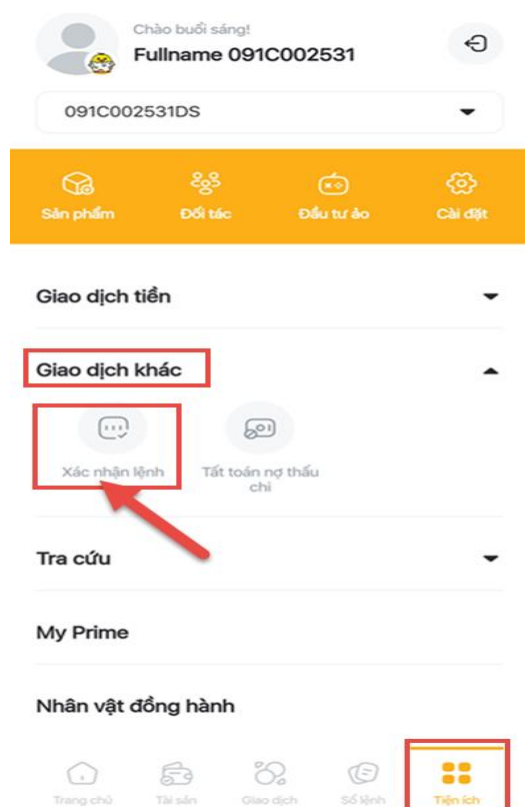 Chào buổi sáng!
Fullname 091C002531
091C002531DS
Sản phẩm
Đối tác
Đầu tư ảo
Cài đặt
Giao dịch tiền
Giao dịch khác
Xác nhận lệnh
Tất toán nợ thấu
chi
Tra cứu
My Prime
Nhân vật đồng hành
Trang chủ
Tài sản
Giao dịch
Sổ lệnh
Tiện ích